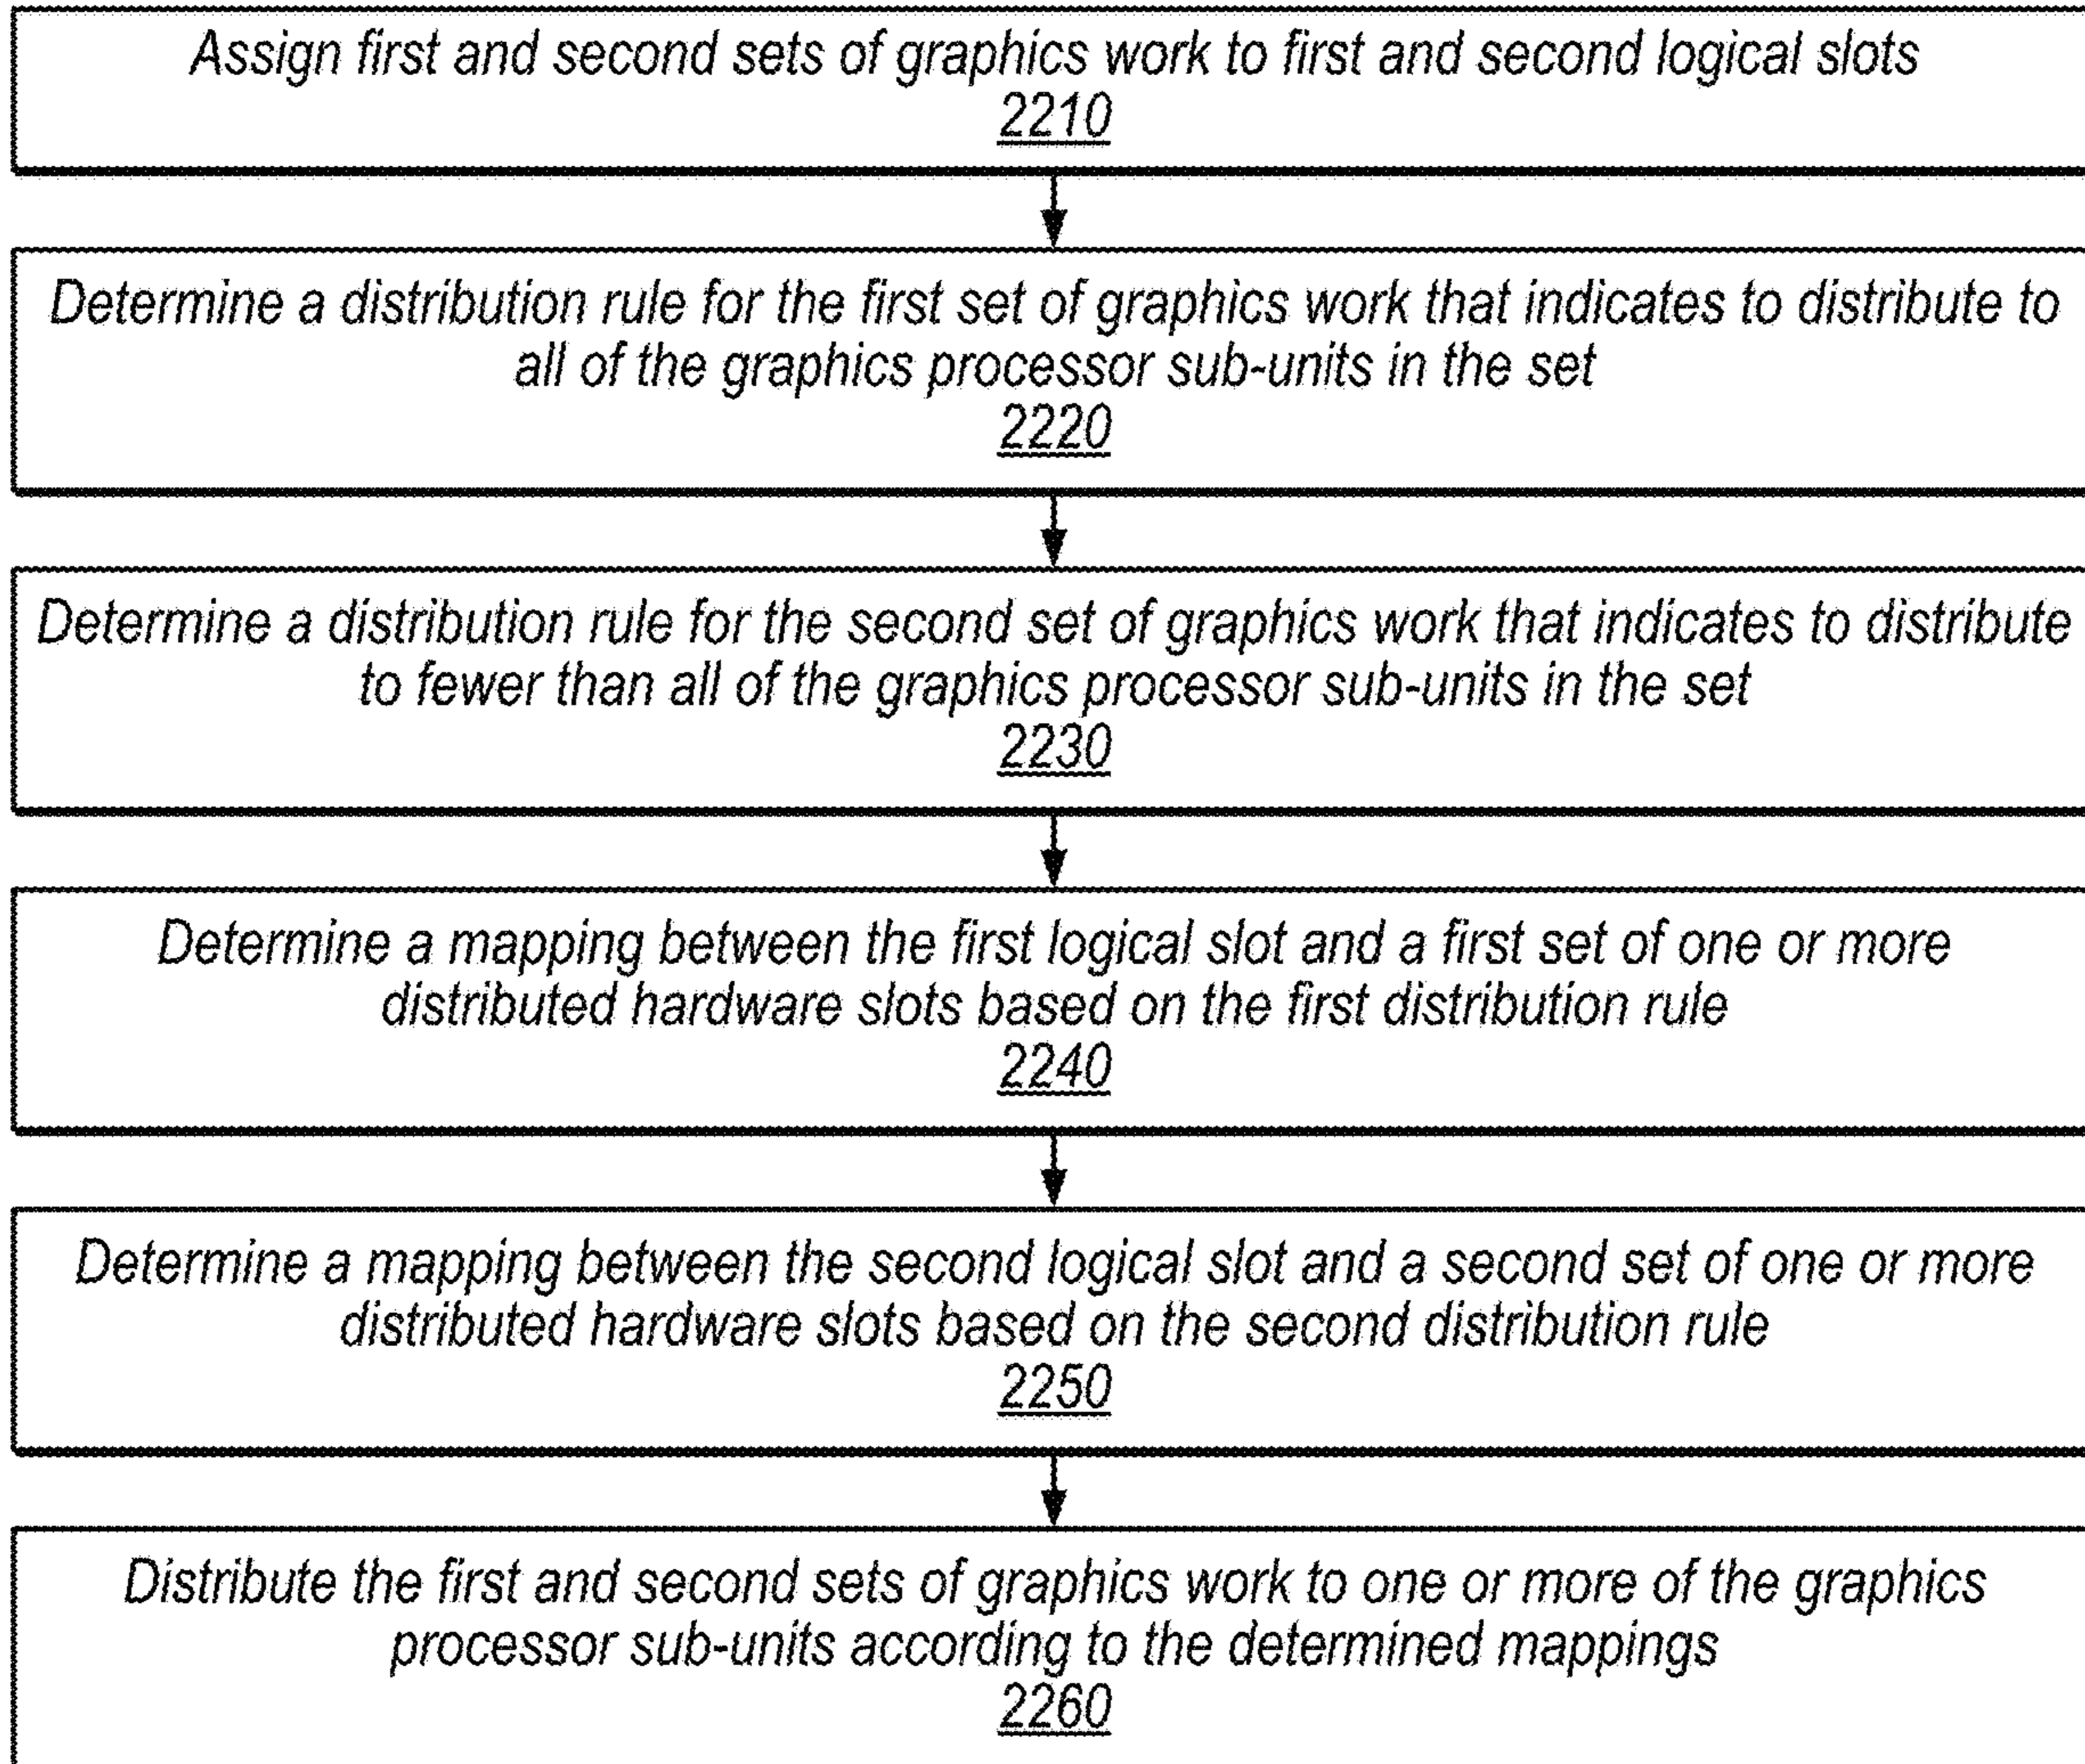 Assign first and second sets of graphics work to first and second logical slots
2210
Determine a distribution rule for the first set of graphics work that indicates to distribute to
all of the graphics processor sub-units in the set
2220
Determine a distribution rule for the second set of graphics work that indicates to distribute
to fewer than all of the graphics processor sub-units in the set
2230
Determine a mapping between the first logical slot and a first set of one or more
distributed hardware slots based on the first distribution rule
2240
Determine a mapping between the second logical slot and a second set of one or more
distributed hardware slots based on the second distribution rule
2250
Distribute the first and second sets of graphics work to one or more of the graphics
processor sub-units according to the determined mappings
2260